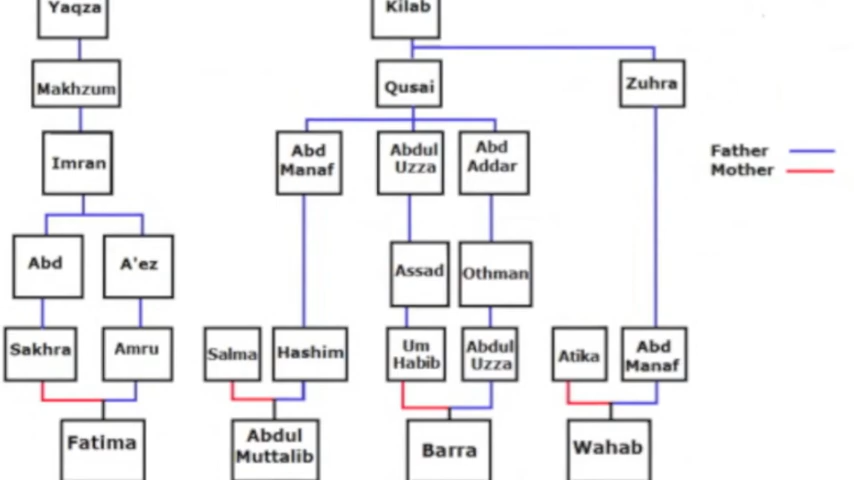 Yaqza
Kilab
Makhzum
Qusai
Zuhra
Imran
Abd
Manaf
Abdul
Uzza
Abd
Addar
Father
Mother
Abd
A'ez
Assad
Othman
Sakhra
Amru
Salma
Hashim
Um
Habib
Abdul
Uzza
Atika
Abd
Manaf
Fatima
Abdul
Muttalib
Barra
Wahab